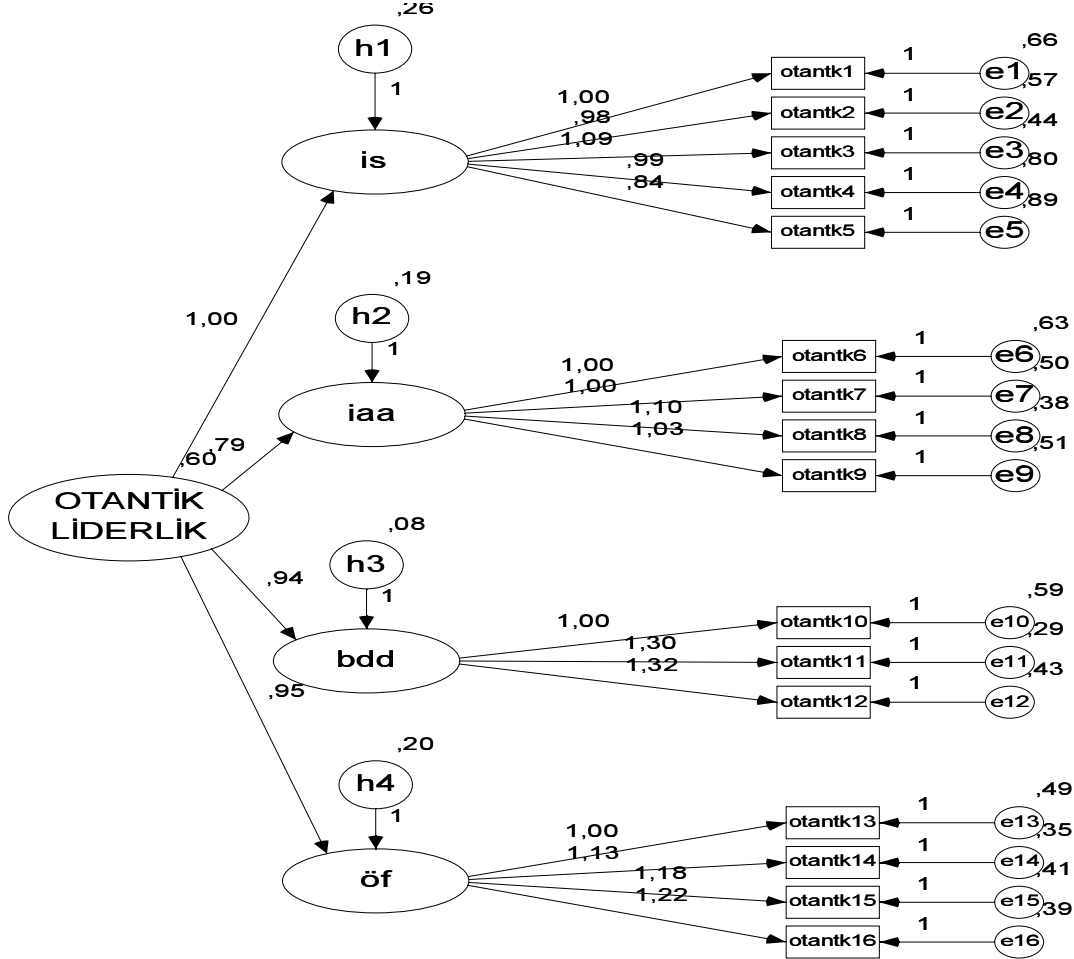 ,26
h1
1
is
1,00
,98
1,09
,99
,84
otantk1
1
e1
,66
otantk2
1
e2
,57
otantk3
1
e3
,44
otantk4
1
e4
,80
otantk5
1
e5
,89
1,00
,19
h2
1
iaa
1,00
1,00
1,10
1,03
otantk6
1
e6
,63
otantk7
1
e7
,50
otantk8
1
e8
,38
otantk9
1
e9
,51
,79
,60
OTANTİK
LİDERLİK
,94
,08
h3
1
bdd
1,00
1,30
1,32
otantk10
1
e10
,59
otantk11
1
e11
,29
otantk12
1
e12
,43
,95
,20
h4
1
öf
1,00
1,13
1,18
1,22
otantk13
1
e13
,49
otantk14
1
e14
,35
otantk15
1
e15
,41
otantk16
1
e16
,39